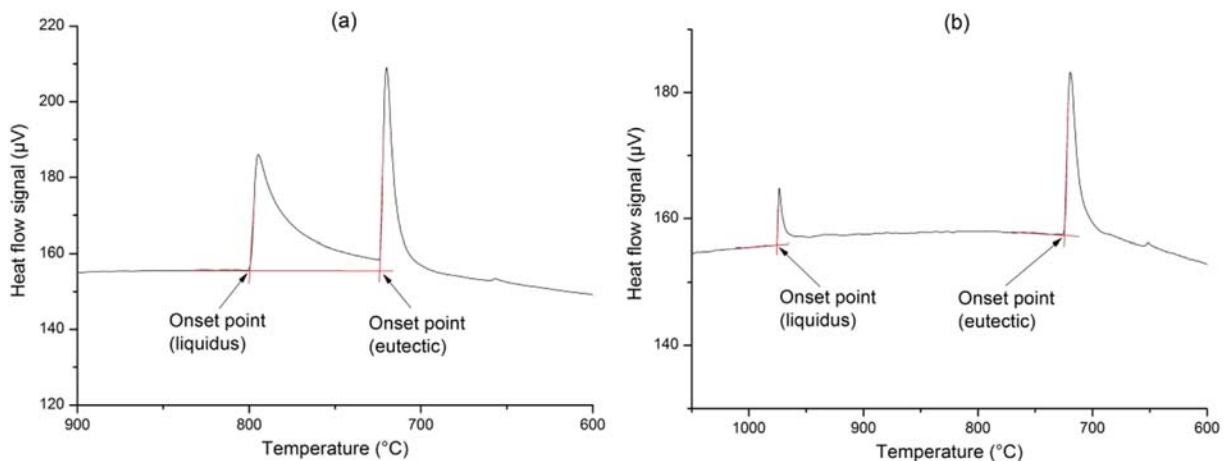 (a)
220
200
180
160
140
120
Heat flow signal (µV)
Onset point
(liquidus)
Onset point
(eutectic)
900
800
700
600
Temperature (°C)
(b)
180
160
140
Heat flow signal (µV)
Onset point
(liquidus)
Onset point
(eutectic)
1000
900
800
700
600
Temperature (°C)